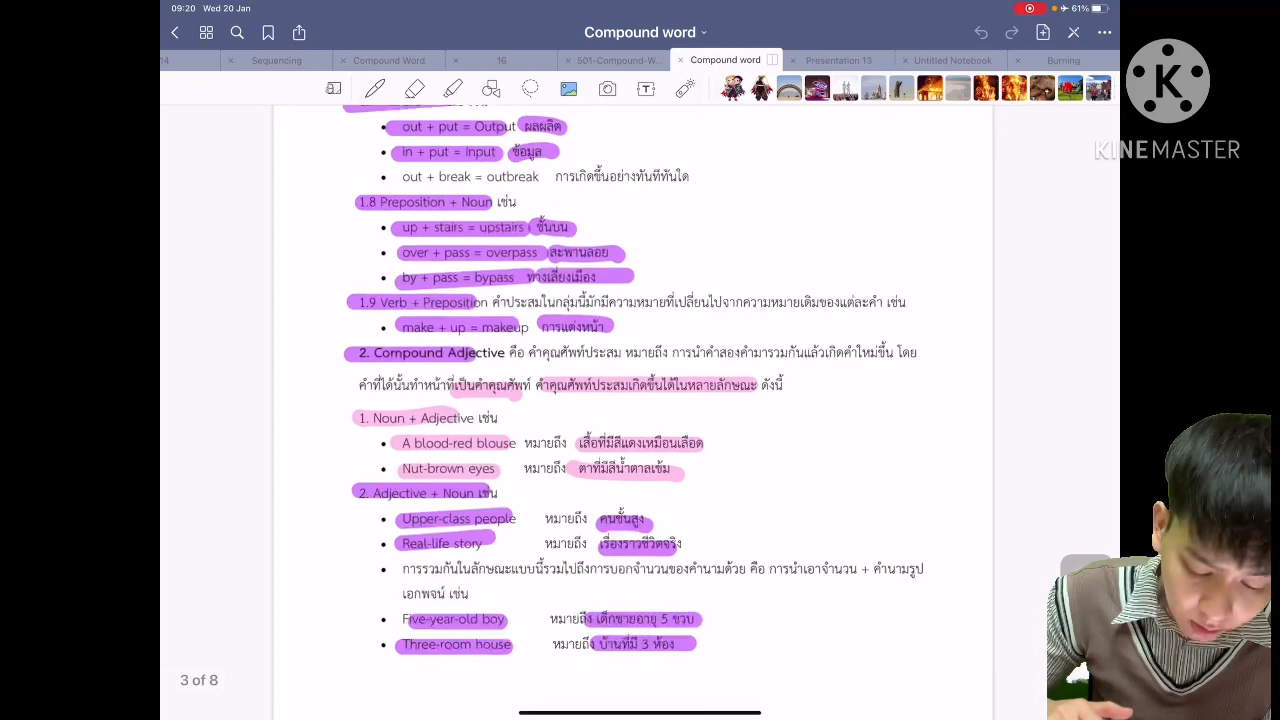 09:20 Wed 20 Jan
61%
Compound word
14
Sequencing
Compound Word
16
501-Compound-W...
Compound word
Presentation 13
Untitled Notebook
Burning
K
KINEMASTER
out + put = Output ผลผลิต
in + put = Input ข้อมูล
out + break = outbreak การเกิดขึ้นอย่างทันทีทันใด
1.8 Preposition + Noun เช่น
up + stairs = upstairs ชั้นบน
over + pass = overpass สะพานลอย
by + pass = bypass ทางเลี่ยงเมือง
1.9 Verb + Preposition คำประสมในกลุ่มนี้มักมีความหมายที่เปลี่ยนไปจากความหมายเดิมของแต่ละคำ เช่น
make + up = makeup การแต่งหน้า
2. Compound Adjective คือ คำคุณศัพท์ประสม หมายถึง การนำคำสองคำมารวมกันแล้วเกิดคำใหม่ขึ้น โดย
คำที่ได้นั้นทำหน้าที่เป็นคำคุณศัพท์ คำคุณศัพท์ประสมเกิดขึ้นได้ในหลายลักษณะ ดังนี้
1. Noun + Adjective เช่น
A blood-red blouse หมายถึง เสื้อที่มีสีแดงเหมือนเลือด
Nut-brown eyes หมายถึง ตาที่มีสีน้ำตาลเข้ม
2. Adjective + Noun เช่น
Upper-class people หมายถึง คนชั้นสูง
Real-life story หมายถึง เรื่องราวชีวิตจริง
การรวมกันในลักษณะแบบนี้รวมไปถึงการบอกจำนวนของคำนามด้วย คือ การนำเอาจำนวน + คำนามรูป
เอกพจน์ เช่น
Five-year-old boy หมายถึง เด็กชายอายุ 5 ขวบ
Three-room house หมายถึง บ้านที่มี 3 ห้อง
3 of 8